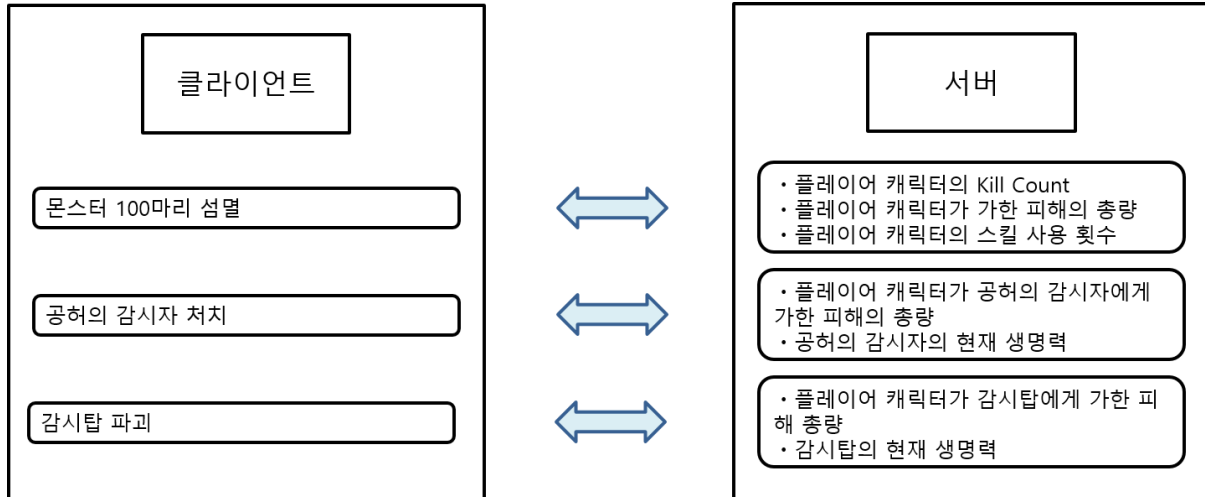 클라이언트
몬스터 100마리 섬멸
공허의 감시자 처치
감시탑 파괴
서버
・플레이어 캐릭터의 Kill Count
・플레이어 캐릭터가 가한 피해의 총량
・플레이어 캐릭터의 스킬 사용 횟수
・플레이어 캐릭터가 공허의 감시자에게
가한 피해의 총량
・공허의 감시자의 현재 생명력
・플레이어 캐릭터가 감시탑에게 가한 피
해 총량
・감시탑의 현재 생명력